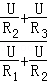 U/R₂ + U/R₃
U/R₁ + U/R₂